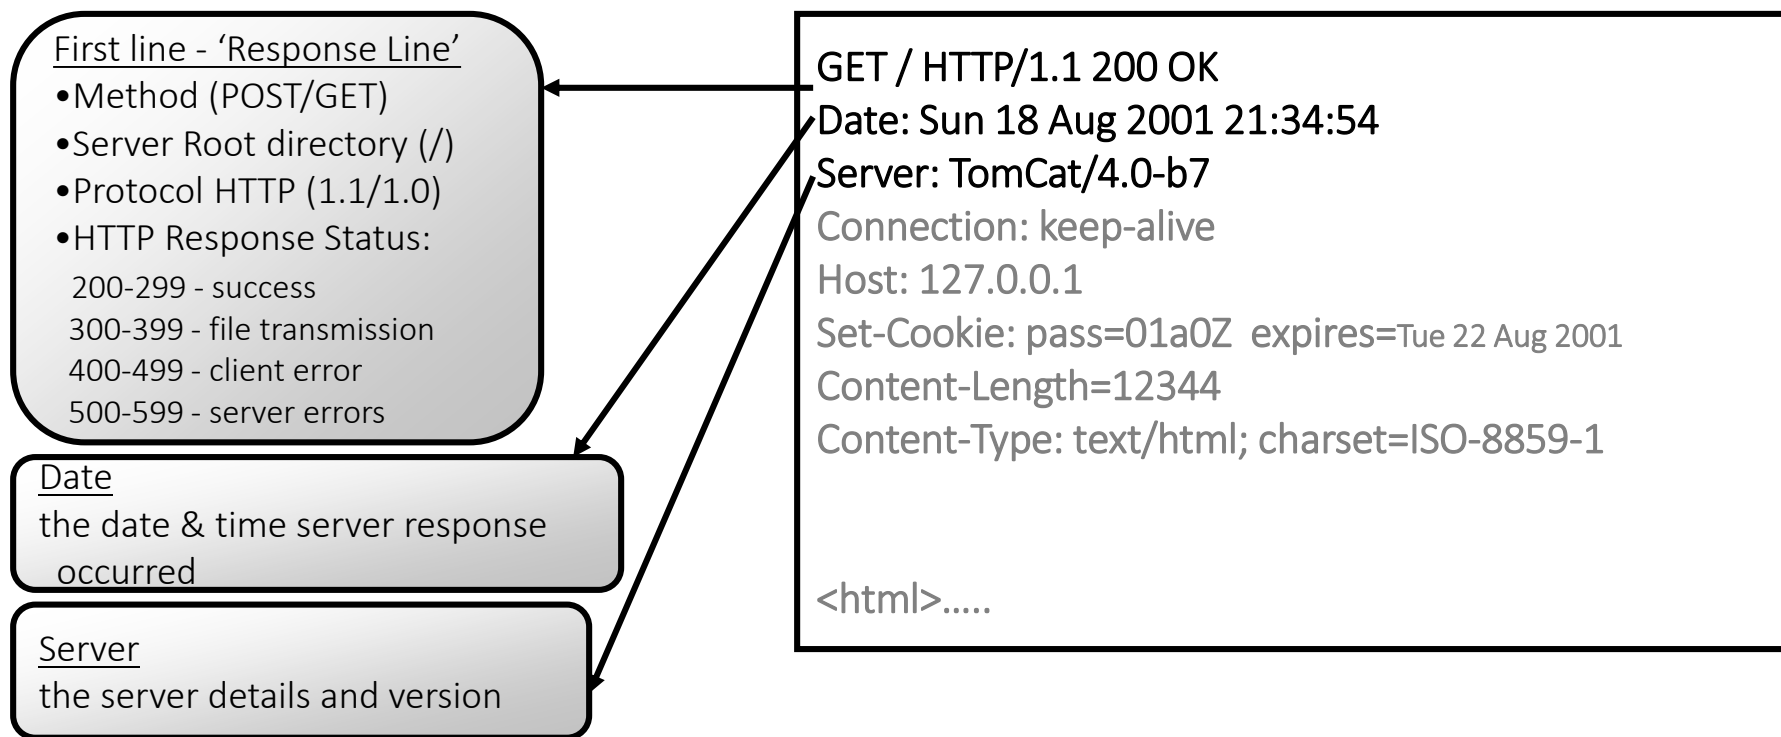 First line - ‘Response Line’
•Method (POST/GET)
•Server Root directory (/)
•Protocol HTTP (1.1/1.0)
•HTTP Response Status:
200-299 - success
300-399 - file transmission
400-499 - client error
500-599 - server errors
Date
the date & time server response
occurred
Server
the server details and version
GET / HTTP/1.1 200 OK
Date: Sun 18 Aug 2001 21:34:54
Server: TomCat/4.0-b7
Connection: keep-alive
Host: 127.0.0.1
Set-Cookie: pass=01a0Z expires=Tue 22 Aug 2001
Content-Length=12344
Content-Type: text/html; charset=ISO-8859-1
<html>.....